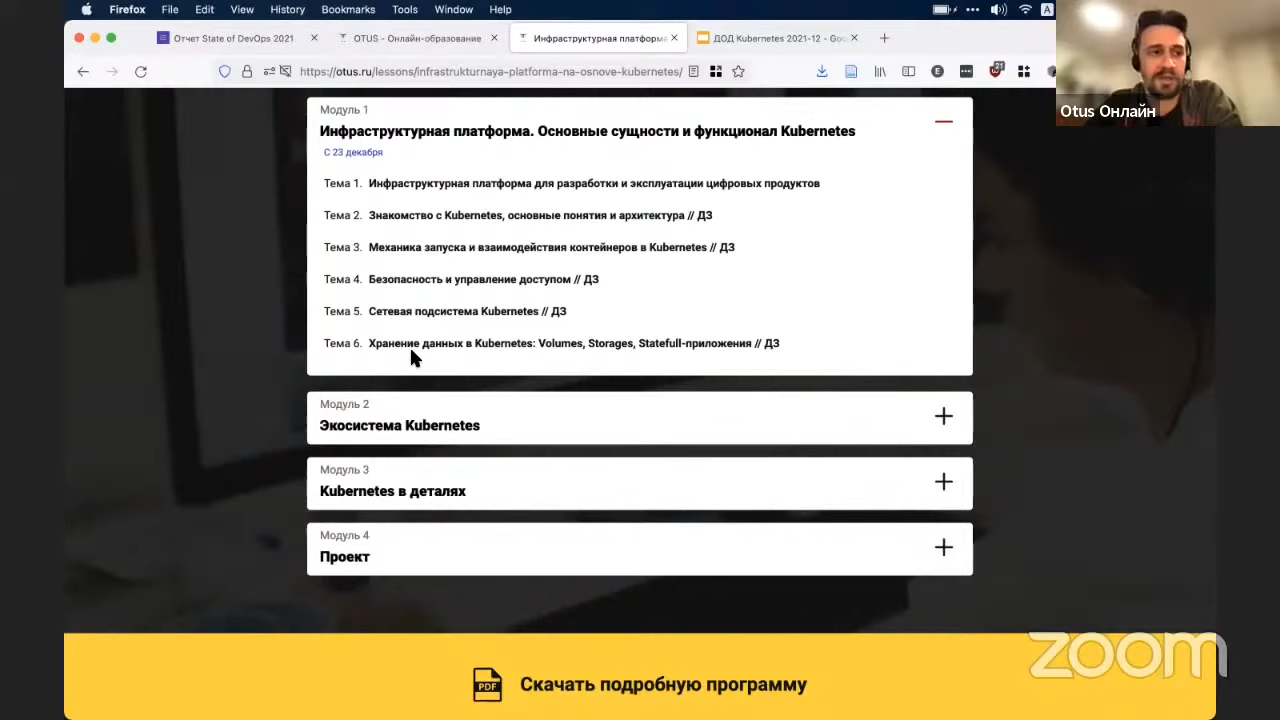 Firefox File Edit View History Bookmarks Tools Window Help
Отчет State of DevOps 2021
OTUS - Онлайн-образование
Инфраструктурная платформа
ДОД Kubernetes 2021-12 - Goo
https://otus.ru/lessons/infrastrukturnaya-platforma-na-osnove-kubernetes/
21
Otus Онлайн
Модуль 1
Инфраструктурная платформа. Основные сущности и функционал Kubernetes
С 23 декабря
Тема 1. Инфраструктурная платформа для разработки и эксплуатации цифровых продуктов
Тема 2. Знакомство с Kubernetes, основные понятия и архитектура // ДЗ
Тема 3. Механика запуска и взаимодействия контейнеров в Kubernetes // ДЗ
Тема 4. Безопасность и управление доступом // ДЗ
Тема 5. Сетевая подсистема Kubernetes // ДЗ
Тема 6. Хранение данных в Kubernetes: Volumes, Storages, Statefull-приложения // ДЗ
Модуль 2
Экосистема Kubernetes
Модуль 3
Kubernetes в деталях
Модуль 4
Проект
PDF
Скачать подробную программу
zoom